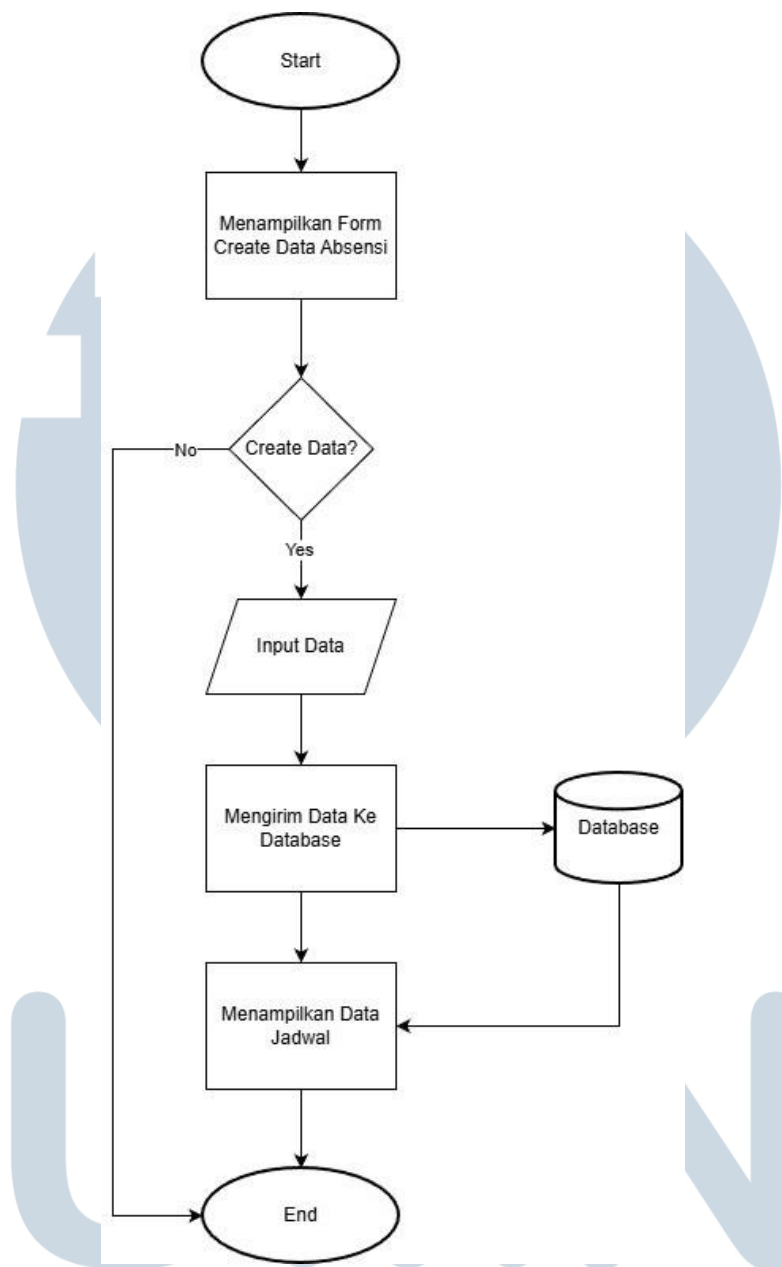 Start
Menampilkan Form
Create Data Absensi
Create Data?
No
Yes
Input Data
Mengirim Data Ke
Database
Database
Menampilkan Data
Jadwal
End